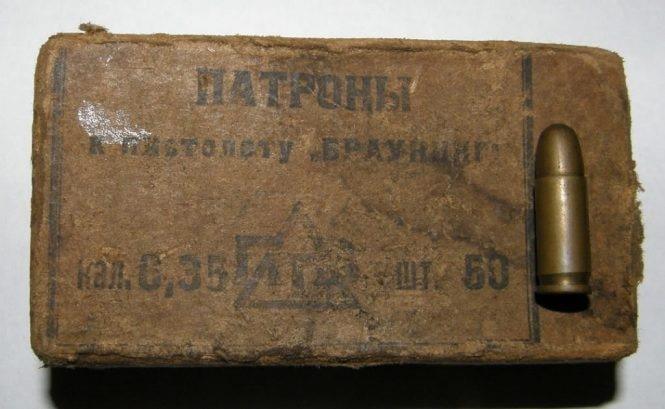 ПАТРОНЫ
к пистолету „БРАУНИНГ"
кал. 6,35 шт. 50